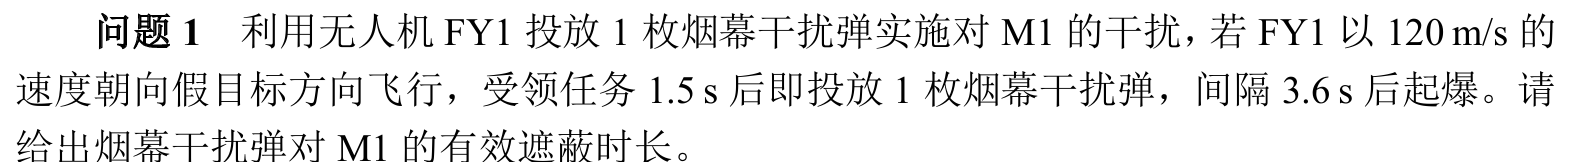 问题 1 利用无人机 FY1 投放 1 枚烟幕干扰弹实施对 M1 的干扰，若 FY1 以 120 m/s 的
速度朝向假目标方向飞行，受领任务 1.5 s 后即投放 1 枚烟幕干扰弹，间隔 3.6 s 后起爆。请
给出烟幕干扰弹对 M1 的有效遮蔽时长。